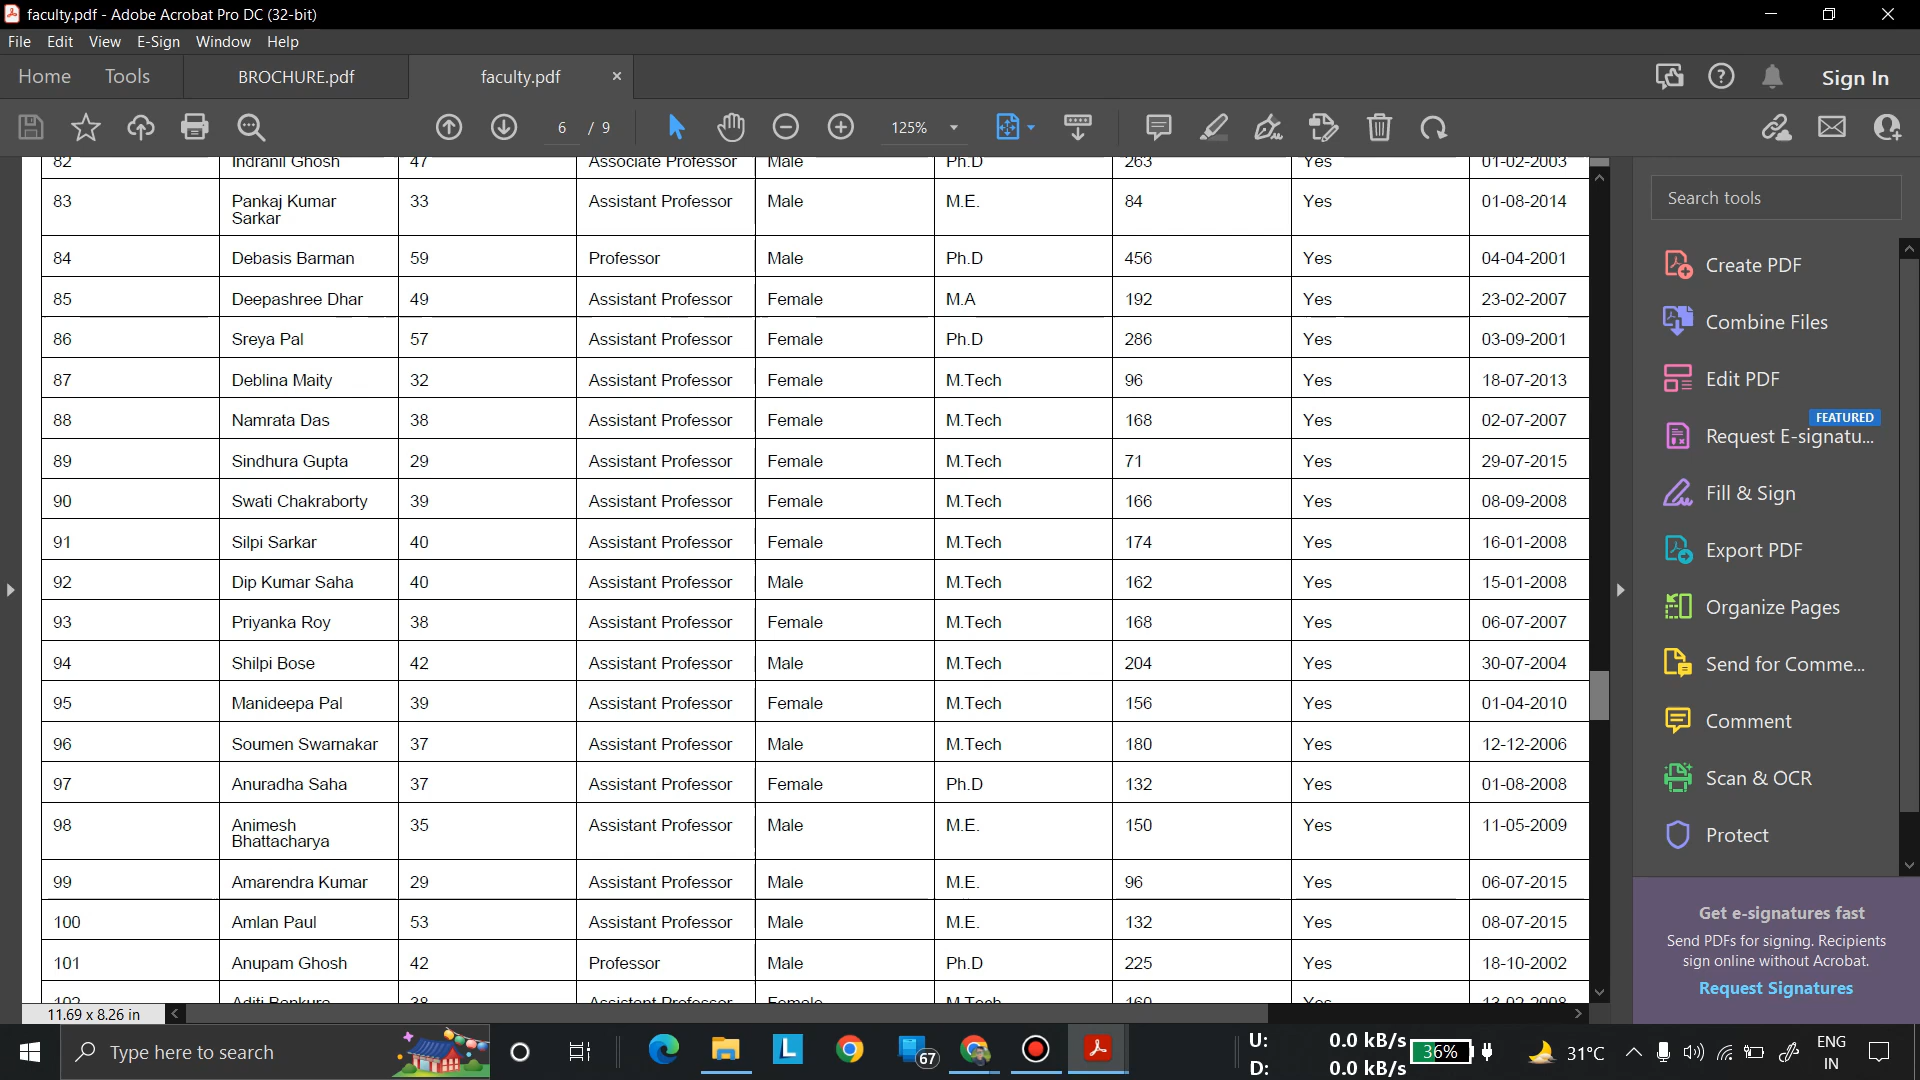 faculty.pdf - Adobe Acrobat Pro DC (32-bit)
File Edit View E-Sign Window Help
Home Tools BROCHURE.pdf faculty.pdf × Sign In
6 / 9 125%
82 Indranil Ghosh 47 Associate Professor Male Ph.D 263 Yes 01-02-2003
83 Pankaj Kumar Sarkar 33 Assistant Professor Male M.E. 84 Yes 01-08-2014
84 Debasis Barman 59 Professor Male Ph.D 456 Yes 04-04-2001
85 Deepashree Dhar 49 Assistant Professor Female M.A 192 Yes 23-02-2007
86 Sreya Pal 57 Assistant Professor Female Ph.D 286 Yes 03-09-2001
87 Deblina Maity 32 Assistant Professor Female M.Tech 96 Yes 18-07-2013
88 Namrata Das 38 Assistant Professor Female M.Tech 168 Yes 02-07-2007
89 Sindhura Gupta 29 Assistant Professor Female M.Tech 71 Yes 29-07-2015
90 Swati Chakraborty 39 Assistant Professor Female M.Tech 166 Yes 08-09-2008
91 Silpi Sarkar 40 Assistant Professor Female M.Tech 174 Yes 16-01-2008
92 Dip Kumar Saha 40 Assistant Professor Male M.Tech 162 Yes 15-01-2008
93 Priyanka Roy 38 Assistant Professor Female M.Tech 168 Yes 06-07-2007
94 Shilpi Bose 42 Assistant Professor Male M.Tech 204 Yes 30-07-2004
95 Manideepa Pal 39 Assistant Professor Female M.Tech 156 Yes 01-04-2010
96 Soumen Swarnakar 37 Assistant Professor Male M.Tech 180 Yes 12-12-2006
97 Anuradha Saha 37 Assistant Professor Female Ph.D 132 Yes 01-08-2008
98 Animesh Bhattacharya 35 Assistant Professor Male M.E. 150 Yes 11-05-2009
99 Amarendra Kumar 29 Assistant Professor Male M.E. 96 Yes 06-07-2015
100 Amlan Paul 53 Assistant Professor Male M.E. 132 Yes 08-07-2015
101 Anupam Ghosh 42 Professor Male Ph.D 225 Yes 18-10-2002
102 Aditi 38 Assistant Professor Female M.Tech 160 Yes 13-02-2008
11.69 x 8.26 in
Search tools
Create PDF
Combine Files
Edit PDF
FEATURED
Request E-signatu...
Fill & Sign
Export PDF
Organize Pages
Send for Comme...
Comment
Scan & OCR
Protect
Get e-signatures fast
Send PDFs for signing. Recipients
sign online without Acrobat.
Request Signatures
Type here to search
L
67
U: 0.0 kB/s
D: 0.0 kB/s
36%
31°C
ENG
IN